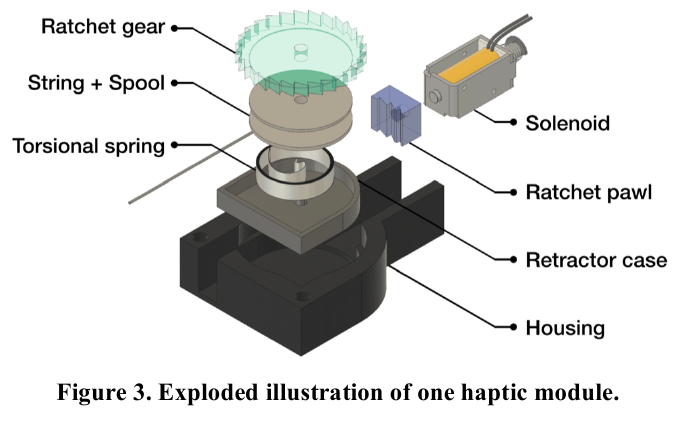 Ratchet gear
String + Spool
Torsional spring
Solenoid
Ratchet pawl
Retractor case
Housing
Figure 3. Exploded illustration of one haptic module.